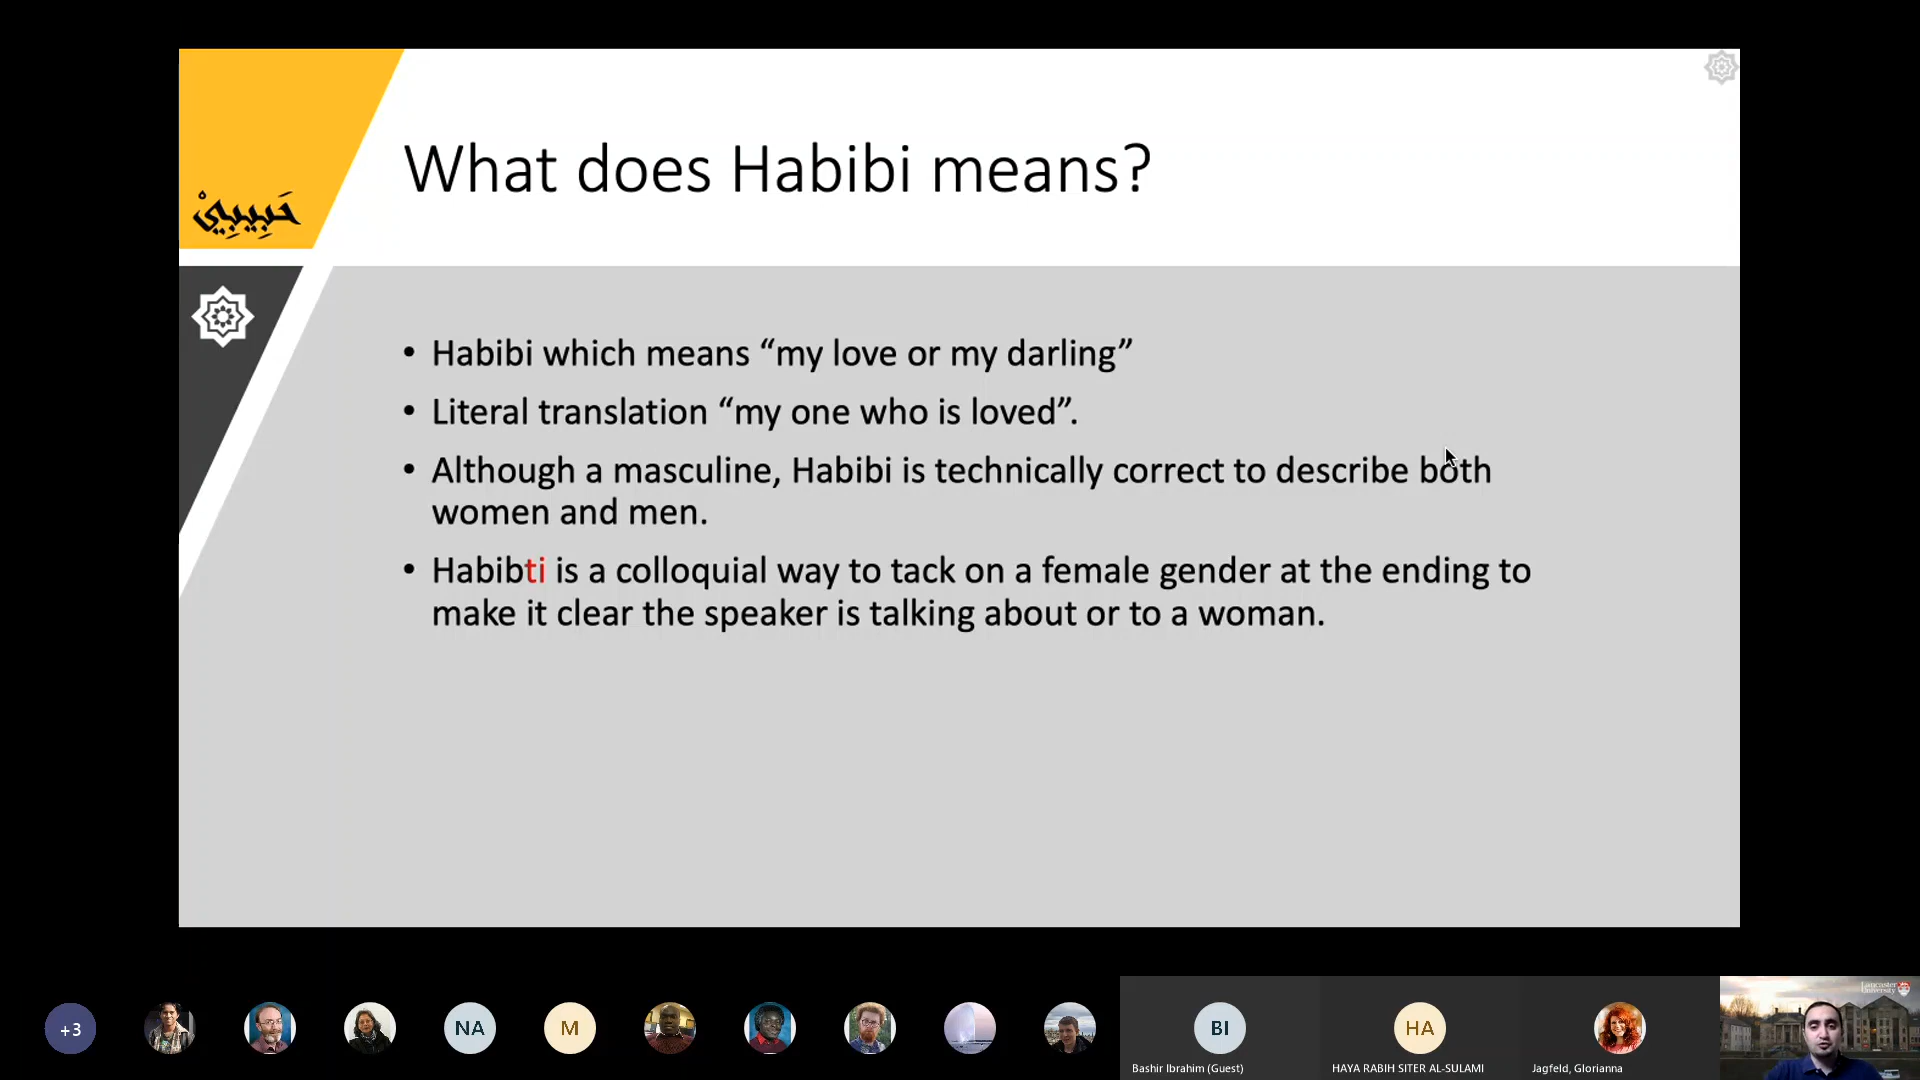 What does Habibi means?
حَبِيبِيْ
• Habibi which means “my love or my darling”
• Literal translation “my one who is loved”.
• Although a masculine, Habibi is technically correct to describe both
women and men.
• Habibti is a colloquial way to tack on a female gender at the ending to
make it clear the speaker is talking about or to a woman.
+3
NA
M
BI
Bashir Ibrahim (Guest)
HA
HAYA RABIH SITER AL-SULAMI
Jagfeld, Glorianna
Lancaster
University